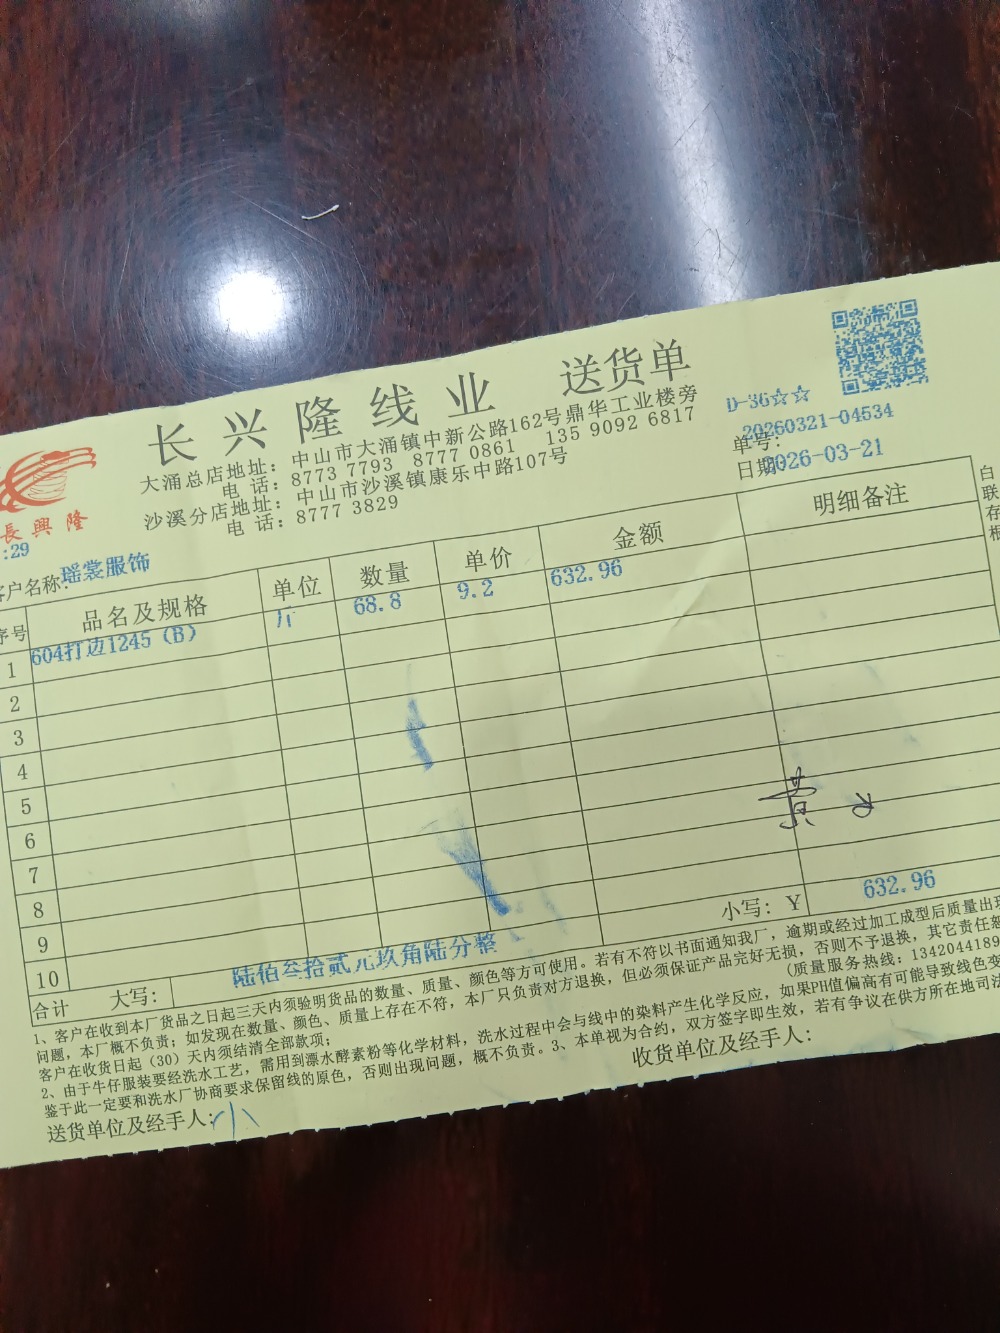 长兴隆线业 送货单
大涌总店地址：中山市大涌镇中新公路162号鼎华工业楼旁
电 话：8773 7793 8770 0861 135 9092 6817
沙溪分店地址：中山市沙溪镇康乐中路107号
电 话：8777 3829
長興隆
D-36☆☆
单号：20260321-04534
日期：2026-03-21
:29
客户名称：瑶裳服饰
序号 品名及规格 单位 数量 单价 金额 明细备注
1 604打边1245（B） 斤 68.8 9.2 632.96
2
3
4
5
6
7
8
9
10
小写：Y 632.96
合计 大写：陆佰叁拾贰元玖角陆分整
白联存根
1、客户在收到本厂货品之日起三天内须验明货品的数量、质量、颜色等方可使用。若有不符以书面通知我厂，逾期或经过加工成型后质量出现
问题，本厂概不负责；如发现在数量、颜色、质量上存在不符，本厂只负责对方退换，但必须保证产品完好无损，否则不予退换，其它责任恕
客户在收货日起（30）天内须结清全部款项；
（质量服务热线：1342044189
2、由于牛仔服装要经洗水工艺，需用到漂水酵素粉等化学材料，洗水过程中会与线中的染料产生化学反应，如果PH值偏高有可能导致线色变
鉴于此一定要和洗水厂协商要求保留线的原色，否则出现问题，概不负责。3、本单视为合约，双方签字即生效，若有争议在供方所在地司法
送货单位及经手人：小
收货单位及经手人：